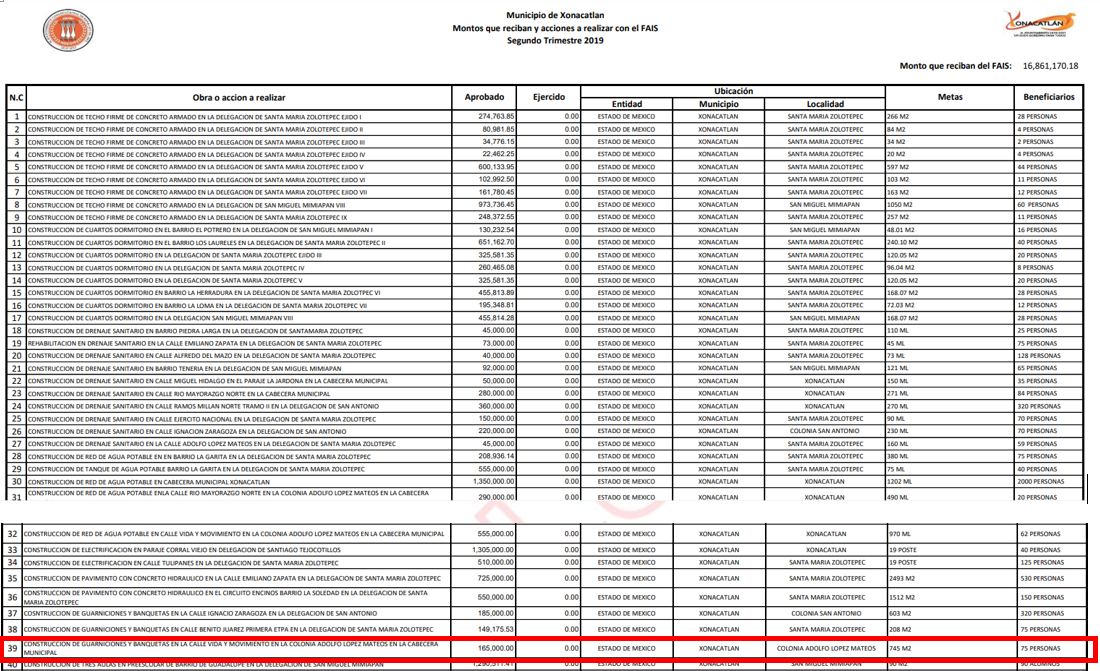 Municipio de Xonacatlan
Montos que reciban y acciones a realizar con el FAIS
Segundo Trimestre 2019
XONACATLÁN
Monto que reciban del FAIS: 16,861,170.18
N.C Obra o accion a realizar Aprobado Ejercido Ubicación Metas Beneficiarios
Entidad Municipio Localidad
1 CONSTRUCCION DE TECHO FIRME DE CONCRETO ARMADO EN LA DELEGACION DE SANTA MARIA ZOLOTEPEC EJIDO I 274,763.85 0.00 ESTADO DE MEXICO XONACATLAN SANTA MARIA ZOLOTEPEC 266 M2 28 PERSONAS
2 CONSTRUCCION DE TECHO FIRME DE CONCRETO ARMADO EN LA DELEGACION DE SANTA MARIA ZOLOTEPEC EJIDO II 80,981.85 0.00 ESTADO DE MEXICO XONACATLAN SANTA MARIA ZOLOTEPEC 84 M2 4 PERSONAS
3 CONSTRUCCION DE TECHO FIRME DE CONCRETO ARMADO EN LA DELEGACION DE SANTA MARIA ZOLOTEPEC EJIDO III 34,776.15 0.00 ESTADO DE MEXICO XONACATLAN SANTA MARIA ZOLOTEPEC 34 M2 2 PERSONAS
4 CONSTRUCCION DE TECHO FIRME DE CONCRETO ARMADO EN LA DELEGACION DE SANTA MARIA ZOLOTEPEC EJIDO IV 22,462.25 0.00 ESTADO DE MEXICO XONACATLAN SANTA MARIA ZOLOTEPEC 20 M2 4 PERSONAS
5 CONSTRUCCION DE TECHO FIRME DE CONCRETO ARMADO EN LA DELEGACION DE SANTA MARIA ZOLOTEPEC EJIDO V 600,133.95 0.00 ESTADO DE MEXICO XONACATLAN SANTA MARIA ZOLOTEPEC 597 M2 44 PERSONAS
6 CONSTRUCCION DE TECHO FIRME DE CONCRETO ARMADO EN LA DELEGACION DE SANTA MARIA ZOLOTEPEC EJIDO VI 102,992.50 0.00 ESTADO DE MEXICO XONACATLAN SANTA MARIA ZOLOTEPEC 103 M2 11 PERSONAS
7 CONSTRUCCION DE TECHO FIRME DE CONCRETO ARMADO EN LA DELEGACION DE SANTA MARIA ZOLOTEPEC EJIDO VII 161,780.45 0.00 ESTADO DE MEXICO XONACATLAN SANTA MARIA ZOLOTEPEC 163 M2 12 PERSONAS
8 CONSTRUCCION DE TECHO FIRME DE CONCRETO ARMADO EN LA DELEGACION DE SAN MIGUEL MIMIAPAN VIII 973,736.45 0.00 ESTADO DE MEXICO XONACATLAN SAN MIGUEL MIMIAPAN 1050 M2 60 PERSONAS
9 CONSTRUCCION DE TECHO FIRME DE CONCRETO ARMADO EN LA DELEGACION DE SANTA MARIA ZOLOTEPEC IX 248,372.55 0.00 ESTADO DE MEXICO XONACATLAN SANTA MARIA ZOLOTEPEC 257 M2 11 PERSONAS
10 CONSTRUCCION DE CUARTOS DORMITORIO EN EL BARRIO EL POTRERO EN LA DELEGACION DE SAN MIGUEL MIMIAPAN I 130,232.54 0.00 ESTADO DE MEXICO XONACATLAN SAN MIGUEL MIMIAPAN 48.01 M2 16 PERSONAS
11 CONSTRUCCION DE CUARTOS DORMITORIO EN EL BARRIO LOS LAURELES EN LA DELEGACION DE SANTA MARIA ZOLOTEPEC II 651,162.70 0.00 ESTADO DE MEXICO XONACATLAN SANTA MARIA ZOLOTEPEC 240.10 M2 40 PERSONAS
12 CONSTRUCCION DE CUARTOS DORMITORIO EN LA DELEGACION DE SANTA MARIA ZOLOTEPEC EJIDO III 325,581.35 0.00 ESTADO DE MEXICO XONACATLAN SANTA MARIA ZOLOTEPEC 120.05 M2 20 PERSONAS
13 CONSTRUCCION DE CUARTOS DORMITORIO EN LA DELEGACION DE SANTA MARIA ZOLOTEPEC IV 260,465.08 0.00 ESTADO DE MEXICO XONACATLAN SANTA MARIA ZOLOTEPEC 96.04 M2 8 PERSONAS
14 CONSTRUCCION DE CUARTOS DORMITORIO EN LA DELEGACION DE SANTA MARIA ZOLOTEPEC V 325,581.35 0.00 ESTADO DE MEXICO XONACATLAN SANTA MARIA ZOLOTEPEC 120.05 M2 20 PERSONAS
15 CONSTRUCCION DE CUARTOS DORMITORIO EN BARRIO LA HERRADURA EN LA DELEGACION DE SANTA MARIA ZOLOTPEC VI 455,813.89 0.00 ESTADO DE MEXICO XONACATLAN SANTA MARIA ZOLOTEPEC 168.07 M2 28 PERSONAS
16 CONSTRUCCION DE CUARTOS DORMITORIO EN BARRIO LA LOMA EN LA DELEGACION DE SANTA MARIA ZOLOTEPEC VII 195,348.81 0.00 ESTADO DE MEXICO XONACATLAN SANTA MARIA ZOLOTEPEC 72.03 M2 12 PERSONAS
17 CONSTRUCCION DE CUARTOS DORMITORIO EN LA DELEGACION SAN MIGUEL MIMIAPAN VIII 455,814.28 0.00 ESTADO DE MEXICO XONACATLAN SAN MIGUEL MIMIAPAN 168.07 M2 28 PERSONAS
18 CONSTRUCCION DE DRENAJE SANITARIO EN BARRIO PIEDRA LARGA EN LA DELEGACION DE SANTAMARIA ZOLOTEPEC 45,000.00 0.00 ESTADO DE MEXICO XONACATLAN SANTA MARIA ZOLOTEPEC 110 ML 25 PERSONAS
19 REHABILITACION EN DRENAJE SANITARIO EN LA CALLE EMILIANO ZAPATA EN LA DELEGACION DE SANTA MARIA ZOLOTEPEC 73,000.00 0.00 ESTADO DE MEXICO XONACATLAN SANTA MARIA ZOLOTEPEC 45 ML 75 PERSONAS
20 CONSTRUCCION DE DRENAJE SANITARIO EN CALLE ALFREDO DEL MAZO EN LA DELEGACION DE SANTA MARIA ZOLOTEPEC 40,000.00 0.00 ESTADO DE MEXICO XONACATLAN SANTA MARIA ZOLOTEPEC 73 ML 128 PERSONAS
21 CONSTRUCCION DE DRENAJE SANITARIO EN BARRIO TENERIA EN LA DELEGACION DE SAN MIGUEL MIMIAPAN 92,000.00 0.00 ESTADO DE MEXICO XONACATLAN SAN MIGUEL MIMIAPAN 121 ML 65 PERSONAS
22 CONSTRUCCION DE DRENAJE SANITARIO EN CALLE MIGUEL HIDALGO EN EL PARAJE LA JARDONA EN LA CABECERA MUNICIPAL 50,000.00 0.00 ESTADO DE MEXICO XONACATLAN XONACATLAN 150 ML 35 PERSONAS
23 CONSTRUCCION DE DRENAJE SANITARIO EN CALLE RIO MAYORAZGO NORTE EN LA CABECERA MUNICIPAL 280,000.00 0.00 ESTADO DE MEXICO XONACATLAN XONACATLAN 271 ML 84 PERSONAS
24 CONSTRUCCION DE DRENAJE SANITARIO EN CALLE RAMOS MILLAN NORTE TRAMO II EN LA DELEGACION DE SAN ANTONIO 360,000.00 0.00 ESTADO DE MEXICO XONACATLAN XONACATLAN 270 ML 320 PERSONAS
25 CONSTRUCCION DE DRENAJE SANITARIO EN CALLE EJERCITO NACIONAL EN LA DELEGACION DE SANTA MARIA ZOLOTEPEC 150,000.00 0.00 ESTADO DE MEXICO XONACATLAN SANTA MARIA ZOLOTEPEC 90 ML 70 PERSONAS
26 CONSTRUCCION DE DRENAJE SANITARIO EN CALLE IGNACION ZARAGOZA EN LA DELEGACION DE SAN ANTONIO 220,000.00 0.00 ESTADO DE MEXICO XONACATLAN COLONIA SAN ANTONIO 230 ML 70 PERSONAS
27 CONSTRUCCION DE DRENAJE SANITARIO EN LA CALLE ADOLFO LOPEZ MATEOS EN LA DELEGACION DE SANTA MARIA ZOLOTEPEC 45,000.00 0.00 ESTADO DE MEXICO XONACATLAN SANTA MARIA ZOLOTEPEC 160 ML 59 PERSONAS
28 CONSTRUCCION DE RED DE AGUA POTABLE EN EN BARRIO LA GARITA EN LA DELEGACION DE SANTA MARIA ZOLOTEPEC 208,936.14 0.00 ESTADO DE MEXICO XONACATLAN SANTA MARIA ZOLOTEPEC 380 ML 75 PERSONAS
29 CONSTRUCCION DE TANQUE DE AGUA POTABLE BARRIO LA GARITA EN LA DELEGACION DE SANTA MARIA ZOLOTEPEC 555,000.00 0.00 ESTADO DE MEXICO XONACATLAN SANTA MARIA ZOLOTEPEC 75 ML 40 PERSONAS
30 CONSTRUCCION DE RED DE AGUA POTABLE EN CABECERA MUNICIPAL XONACATLAN 1,350,000.00 0.00 ESTADO DE MEXICO XONACATLAN XONACATLAN 1202 ML 2000 PERSONAS
31 CONSTRUCCION DE RED DE AGUA POTABLE ENLA CALLE RIO MAYORAZGO NORTE EN LA COLONIA ADOLFO LOPEZ MATEOS EN LA CABECERA 290,000.00 0.00 ESTADO DE MEXICO XONACATLAN XONACATLAN 490 ML 20 PERSONAS
32 CONSTRUCCION DE RED DE AGUA POTABLE EN CALLE VIDA Y MOVIMIENTO EN LA COLONIA ADOLFO LOPEZ MATEOS EN LA CABECERA MUNICIPAL 555,000.00 0.00 ESTADO DE MEXICO XONACATLAN XONACATLAN 970 ML 62 PERSONAS
33 CONSTRUCCION DE ELECTRIFICACION EN PARAJE CORRAL VIEJO EN DELEGACION DE SANTIAGO TEJOCOTILLOS 1,305,000.00 0.00 ESTADO DE MEXICO XONACATLAN XONACATLAN 19 POSTE 40 PERSONAS
34 CONSTRUCCION DE ELECTRIFICACION EN CALLE TULIPANES EN LA DELEGACION DE SANTA MARIA ZOLOTEPEC 510,000.00 0.00 ESTADO DE MEXICO XONACATLAN SANTA MARIA ZOLOTEPEC 19 POSTE 125 PERSONAS
35 CONSTRUCCION DE PAVIMENTO CON CONCRETO HIDRAULICO EN LA CALLE EMILIANO ZAPATA EN LA DELEGACION DE SANTA MARIA ZOLOTEPEC 725,000.00 0.00 ESTADO DE MEXICO XONACATLAN SANTA MARIA ZOLOTEPEC 2493 M2 530 PERSONAS
36 CONSTRUCCION DE PAVIMENTO CON CONCRETO HIDRAULICO EN EL CIRCUITO ENCINOS BARRIO LA SOLEDAD EN LA DELEGACION DE SANTA
MARIA ZOLOTEPEC 550,000.00 0.00 ESTADO DE MEXICO XONACATLAN SANTA MARIA ZOLOTEPEC 1512 M2 150 PERSONAS
37 COSNTRUCCION DE GUARNICIONES Y BANQUETAS EN LA CALLE IGNACIO ZARAGOZA EN LA DELEGACION DE SAN ANTONIO 185,000.00 0.00 ESTADO DE MEXICO XONACATLAN COLONIA SAN ANTONIO 603 M2 320 PERSONAS
38 CONSTRUCCION DE GUARNICIONES Y BANQUETAS EN CALLE BENITO JUAREZ PRIMERA ETPA EN LA DELEGACION DE SANTA MARIA ZOLOTEPEC 149,175.53 0.00 ESTADO DE MEXICO XONACATLAN SANTA MARIA ZOLOTEPEC 208 M2 75 PERSONAS
39 CONSTRUCCION DE GUARNICIONES Y BANQUETAS EN LA CALLE VIDA Y MOVIMIENTO EN LA COLONIA ADOLFO LOPEZ MATEOS EN LA CABECERA
MUNICIPAL 165,000.00 0.00 ESTADO DE MEXICO XONACATLAN COLONIA ADOLFO LOPEZ MATEOS 745 M2 75 PERSONAS
40 CONSTRUCCION DE TRES AULAS EN PREESCOLAR DE BARRIO DE GUADALUPE EN LA DELEGACION DE SAN MIGUEL MIMIAPAN 1,290,511.41 0.00 ESTADO DE MEXICO XONACATLAN SAN MIGUEL MIMIAPAN